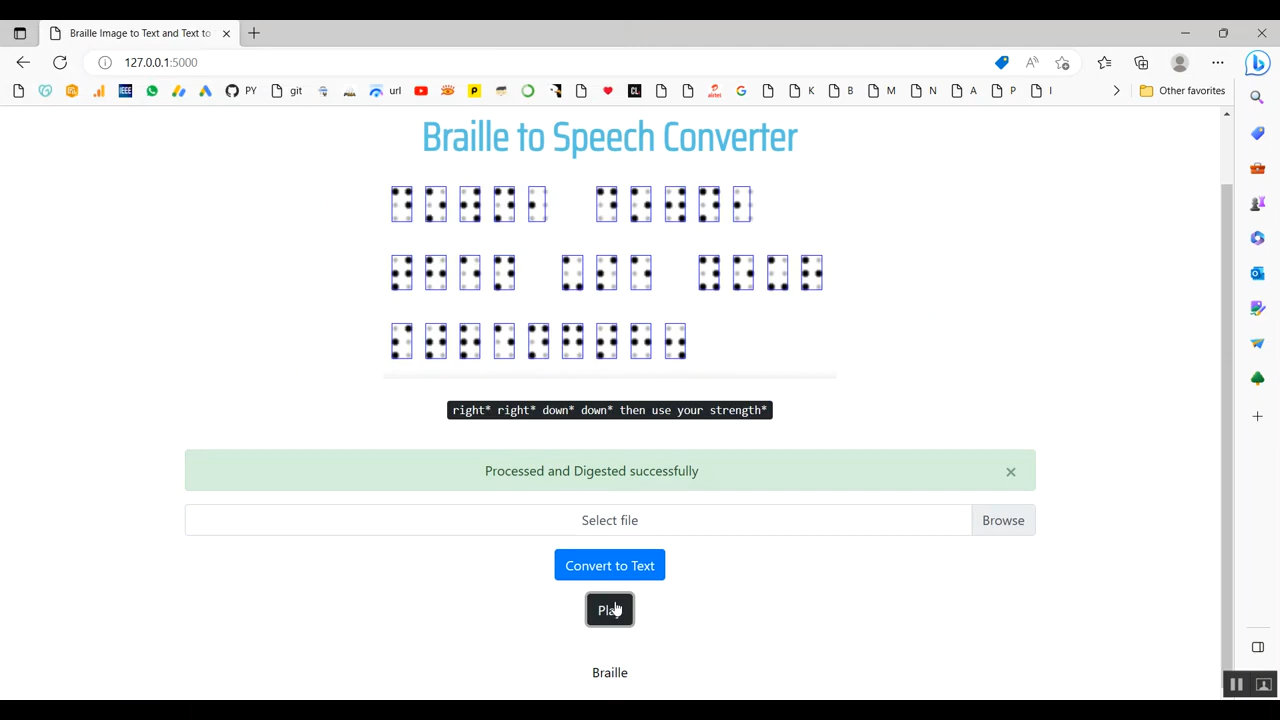 Braille Image to Text and Text to
127.0.0.1:5000
PY
git
url
K
B
M
N
A
P
I
Other favorites
Braille to Speech Converter
right* right* down* down* then use your strength*
Processed and Digested successfully
Select file
Browse
Convert to Text
Play
Braille